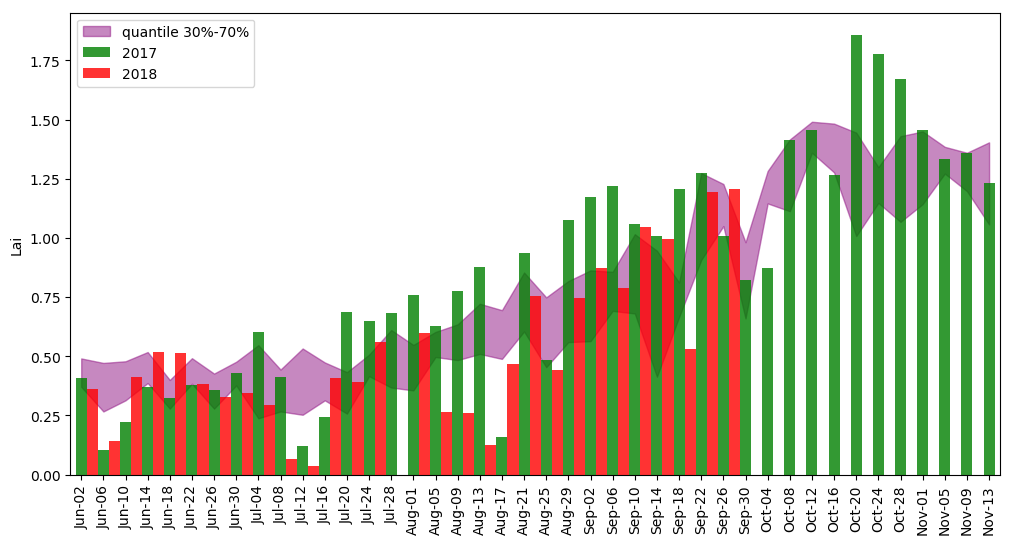 quantile 30%-70%
2017
2018
Lai
1.75
1.50
1.25
1.00
0.75
0.50
0.25
0.00
Jun-02
Jun-06
Jun-10
Jun-14
Jun-18
Jun-22
Jun-26
Jun-30
Jul-04
Jul-08
Jul-12
Jul-16
Jul-20
Jul-24
Jul-28
Aug-01
Aug-05
Aug-09
Aug-13
Aug-17
Aug-21
Aug-25
Aug-29
Sep-02
Sep-06
Sep-10
Sep-14
Sep-18
Sep-22
Sep-26
Sep-30
Oct-04
Oct-08
Oct-12
Oct-16
Oct-20
Oct-24
Oct-28
Nov-01
Nov-05
Nov-09
Nov-13